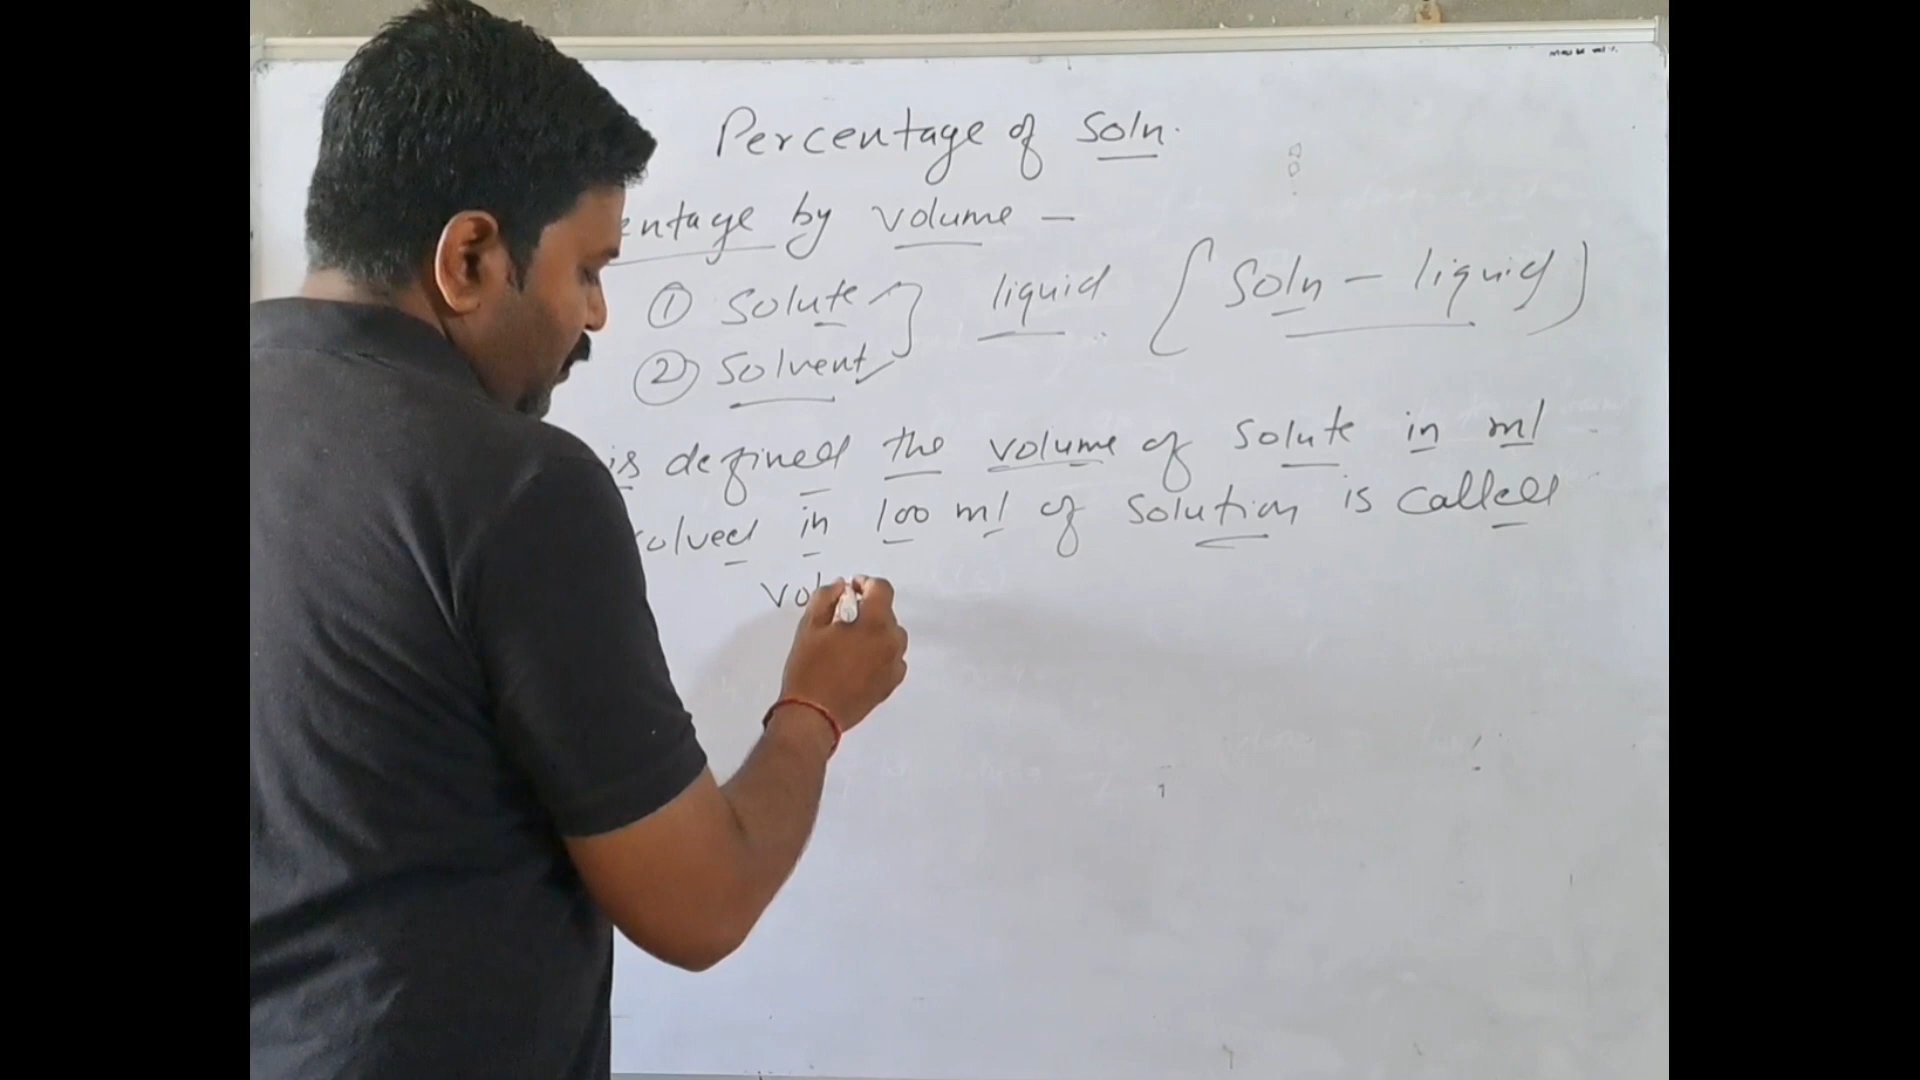 Percentage of Soln.
entage by volume -
① Solute liquid [Soln - liquid]
② Solvent
is defined the volume of Solute in ml
solved in 100 ml of Solution is called
Vol